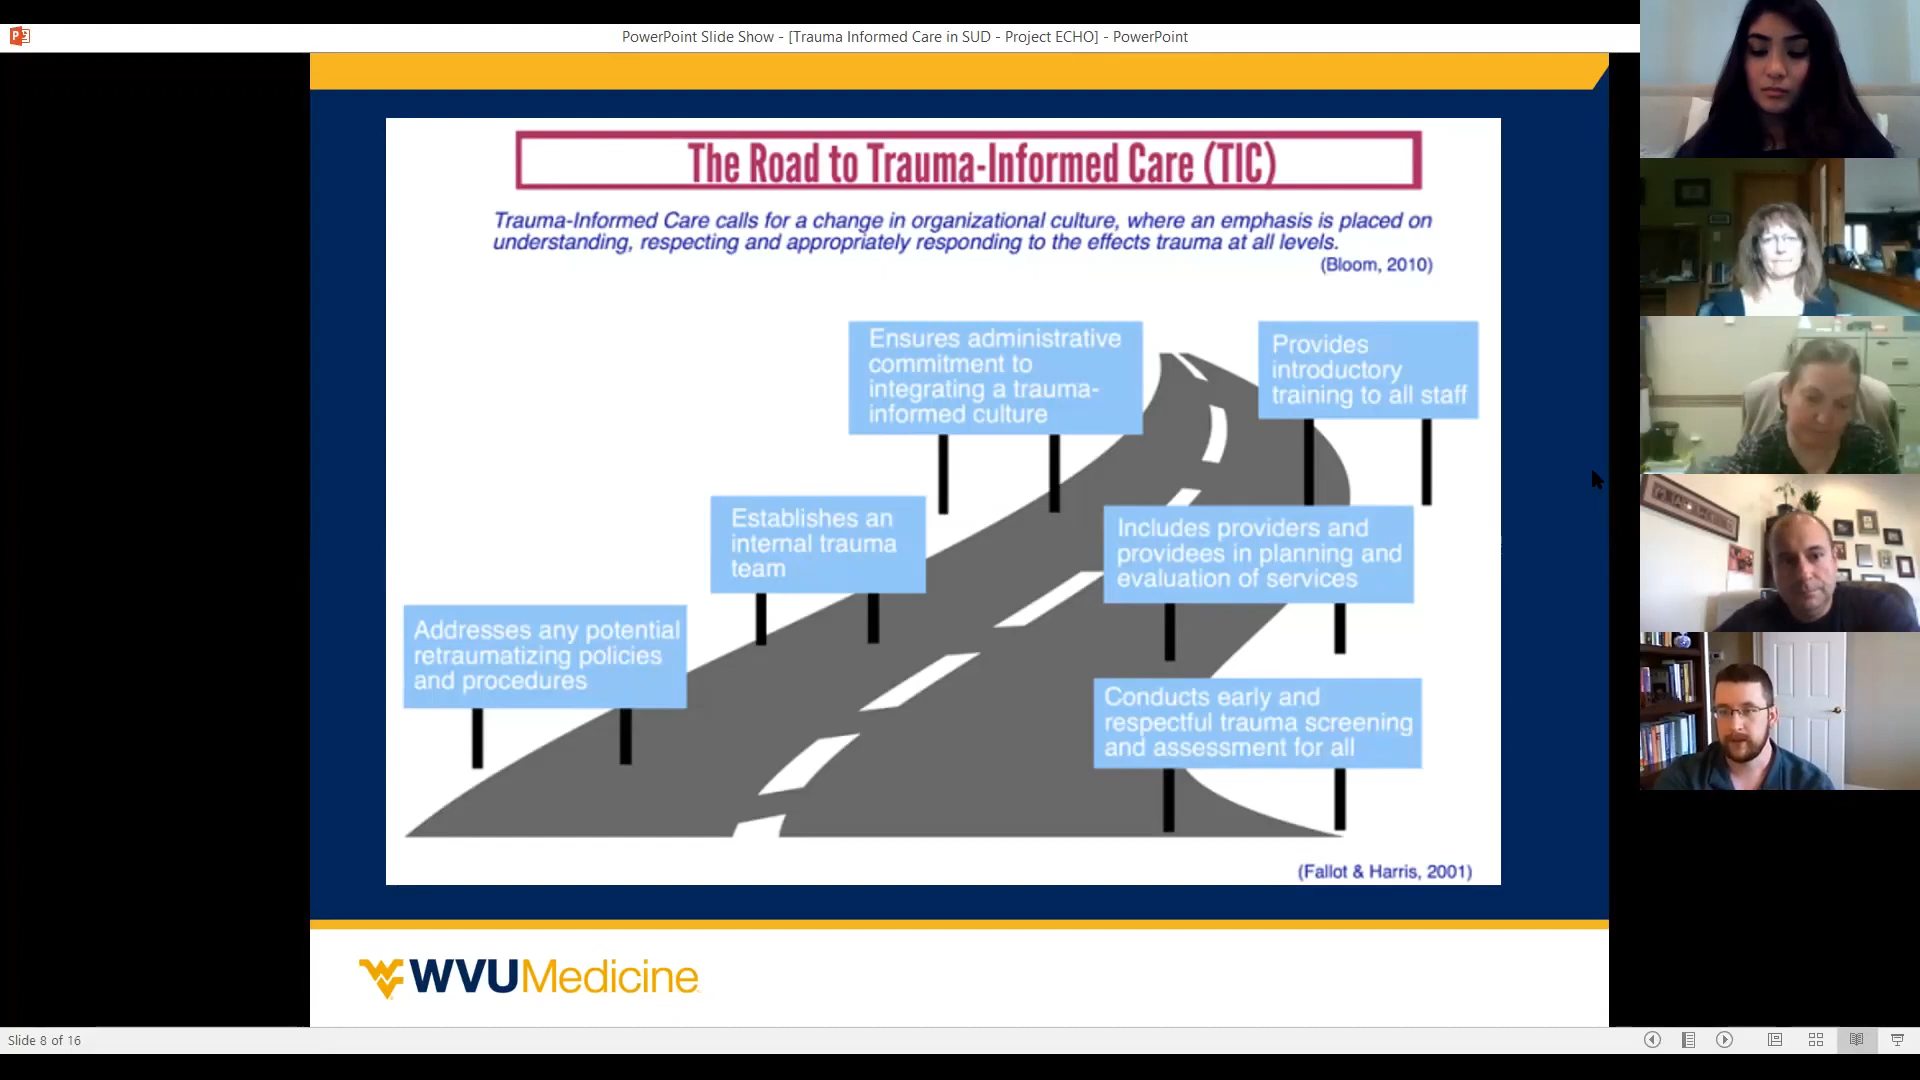 PowerPoint Slide Show - [Trauma Informed Care in SUD - Project ECHO] - PowerPoint
The Road to Trauma-Informed Care (TIC)
Trauma-Informed Care calls for a change in organizational culture, where an emphasis is placed on
understanding, respecting and appropriately responding to the effects trauma at all levels.
(Bloom, 2010)
Ensures administrative
commitment to
integrating a trauma-
informed culture
Provides
introductory
training to all staff
Establishes an
internal trauma
team
Includes providers and
providees in planning and
evaluation of services
Addresses any potential
retraumatizing policies
and procedures
Conducts early and
respectful trauma screening
and assessment for all
(Fallot & Harris, 2001)
WVUMedicine
Slide 8 of 16